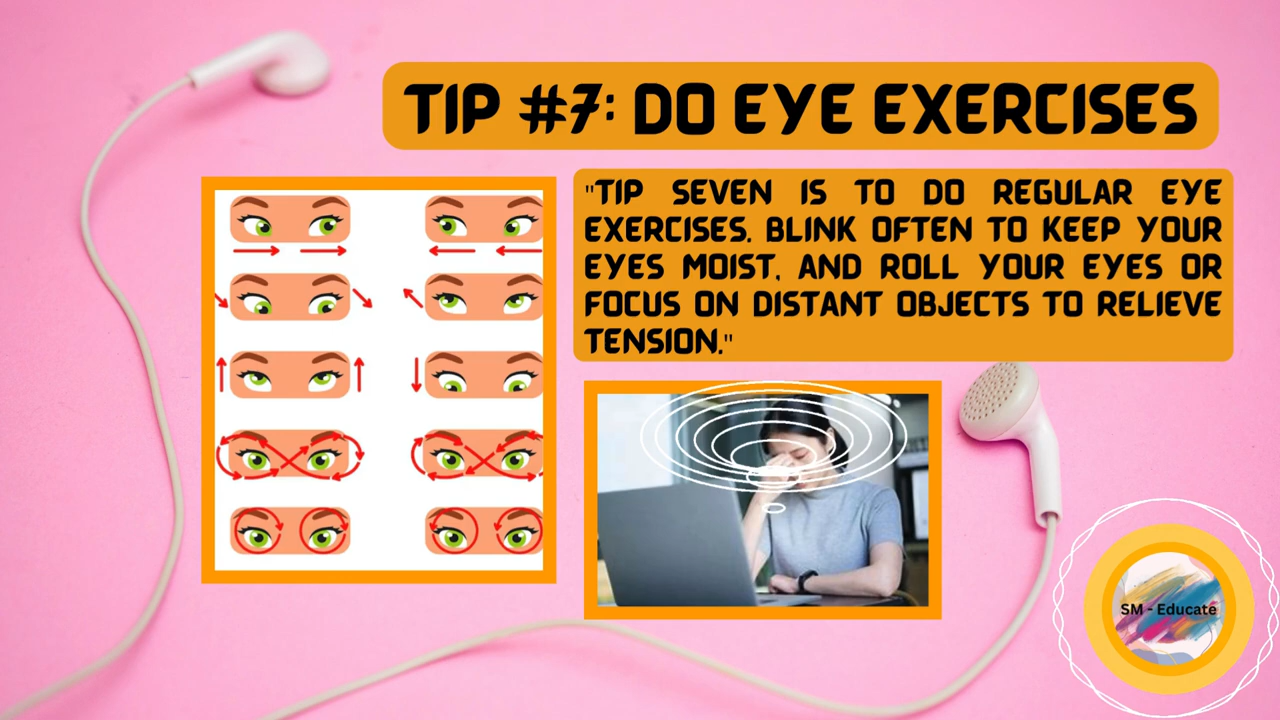 TIP #7: DO EYE EXERCISES
"TIP SEVEN IS TO DO REGULAR EYE
EXERCISES. BLINK OFTEN TO KEEP YOUR
EYES MOIST, AND ROLL YOUR EYES OR
FOCUS ON DISTANT OBJECTS TO RELIEVE
TENSION."
SM - Educate